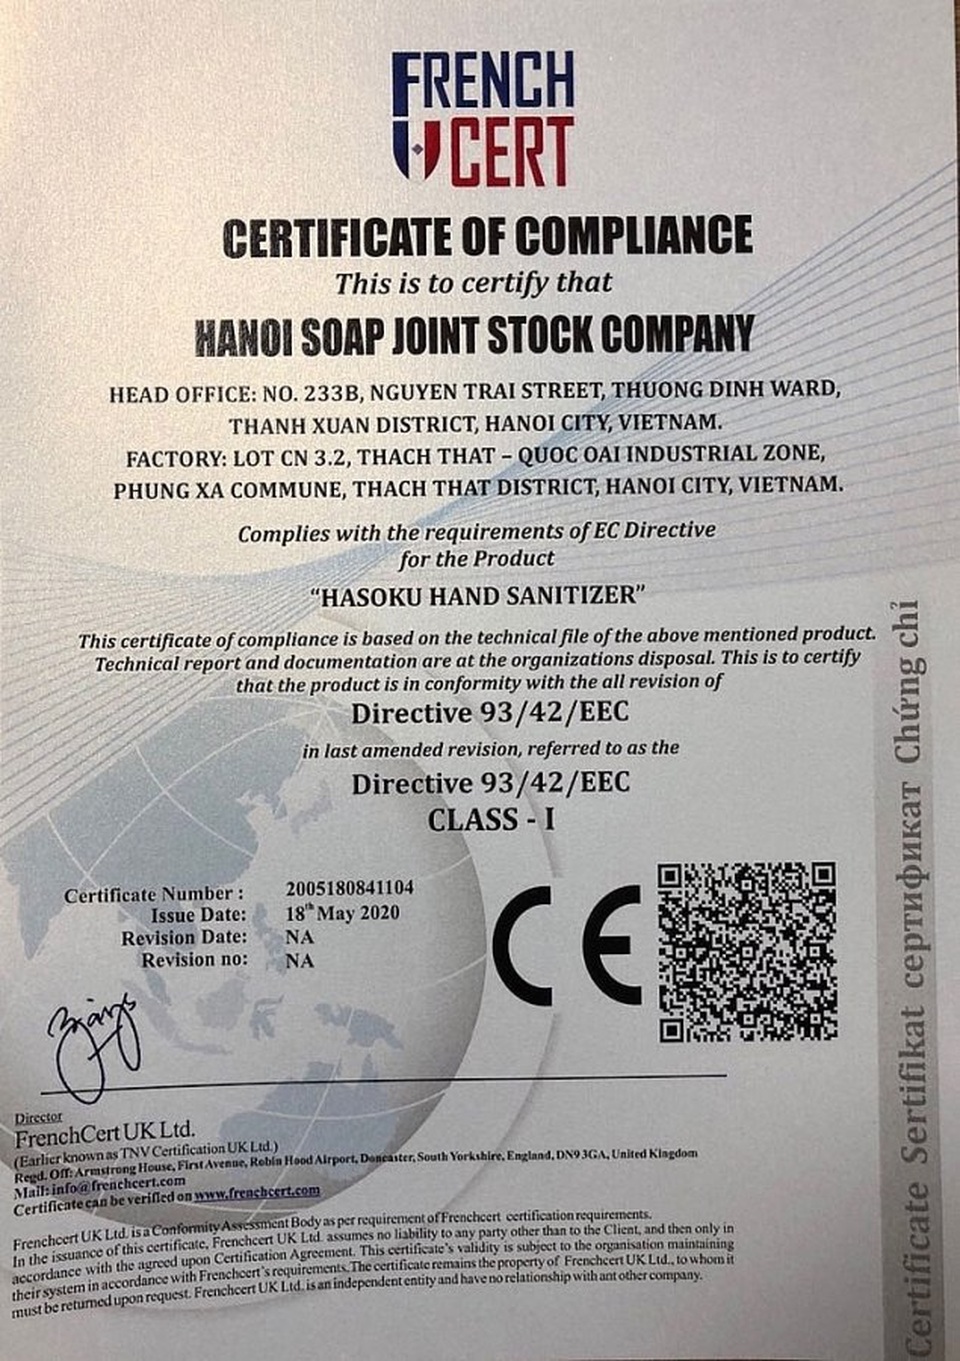 FRENCH
CERT
CERTIFICATE OF COMPLIANCE
This is to certify that
HANOI SOAP JOINT STOCK COMPANY
HEAD OFFICE: NO. 233B, NGUYEN TRAI STREET, THUONG DINH WARD,
THANH XUAN DISTRICT, HANOI CITY, VIETNAM.
FACTORY: LOT CN 3.2, THACH THAT – QUOC OAI INDUSTRIAL ZONE,
PHUNG XA COMMUNE, THACH THAT DISTRICT, HANOI CITY, VIETNAM.
Complies with the requirements of EC Directive
for the Product
“HASOKU HAND SANITIZER”
This certificate of compliance is based on the technical file of the above mentioned product.
Technical report and documentation are at the organizations disposal. This is to certify
that the product is in conformity with the all revision of
Directive 93/42/EEC
in last amended revision, referred to as the
Directive 93/42/EEC
CLASS - I
Certificate Number : 2005180841104
Issue Date: 18th May 2020
Revision Date: NA
Revision no: NA
CE
Director
FrenchCert UK Ltd.
(Earlier known as TNV Certification UK Ltd.)
Regd. Off: Armstrong House, First Avenue, Robin Hood Airport, Doncaster, South Yorkshire, England, DN9 3GA, United Kingdom
Mail: info@frenchcert.com
Certificate can be verified on www.frenchcert.com
Frenchcert UK Ltd. is a Conformity Assessment Body as per requirement of Frenchcert certification requirements.
In the issuance of this certificate, Frenchcert UK Ltd. assumes no liability to any party other than to the Client, and then only in
accordance with the agreed upon Certification Agreement. This certificate's validity is subject to the organisation maintaining
their system in accordance with Frenchcert's requirements. The certificate remains the property of Frenchcert UK Ltd., to whom it
must be returned upon request. Frenchcert UK Ltd. is an independent entity and have no relationship with ant other company.
Certificate Sertifikat сертификат Chứng chỉ